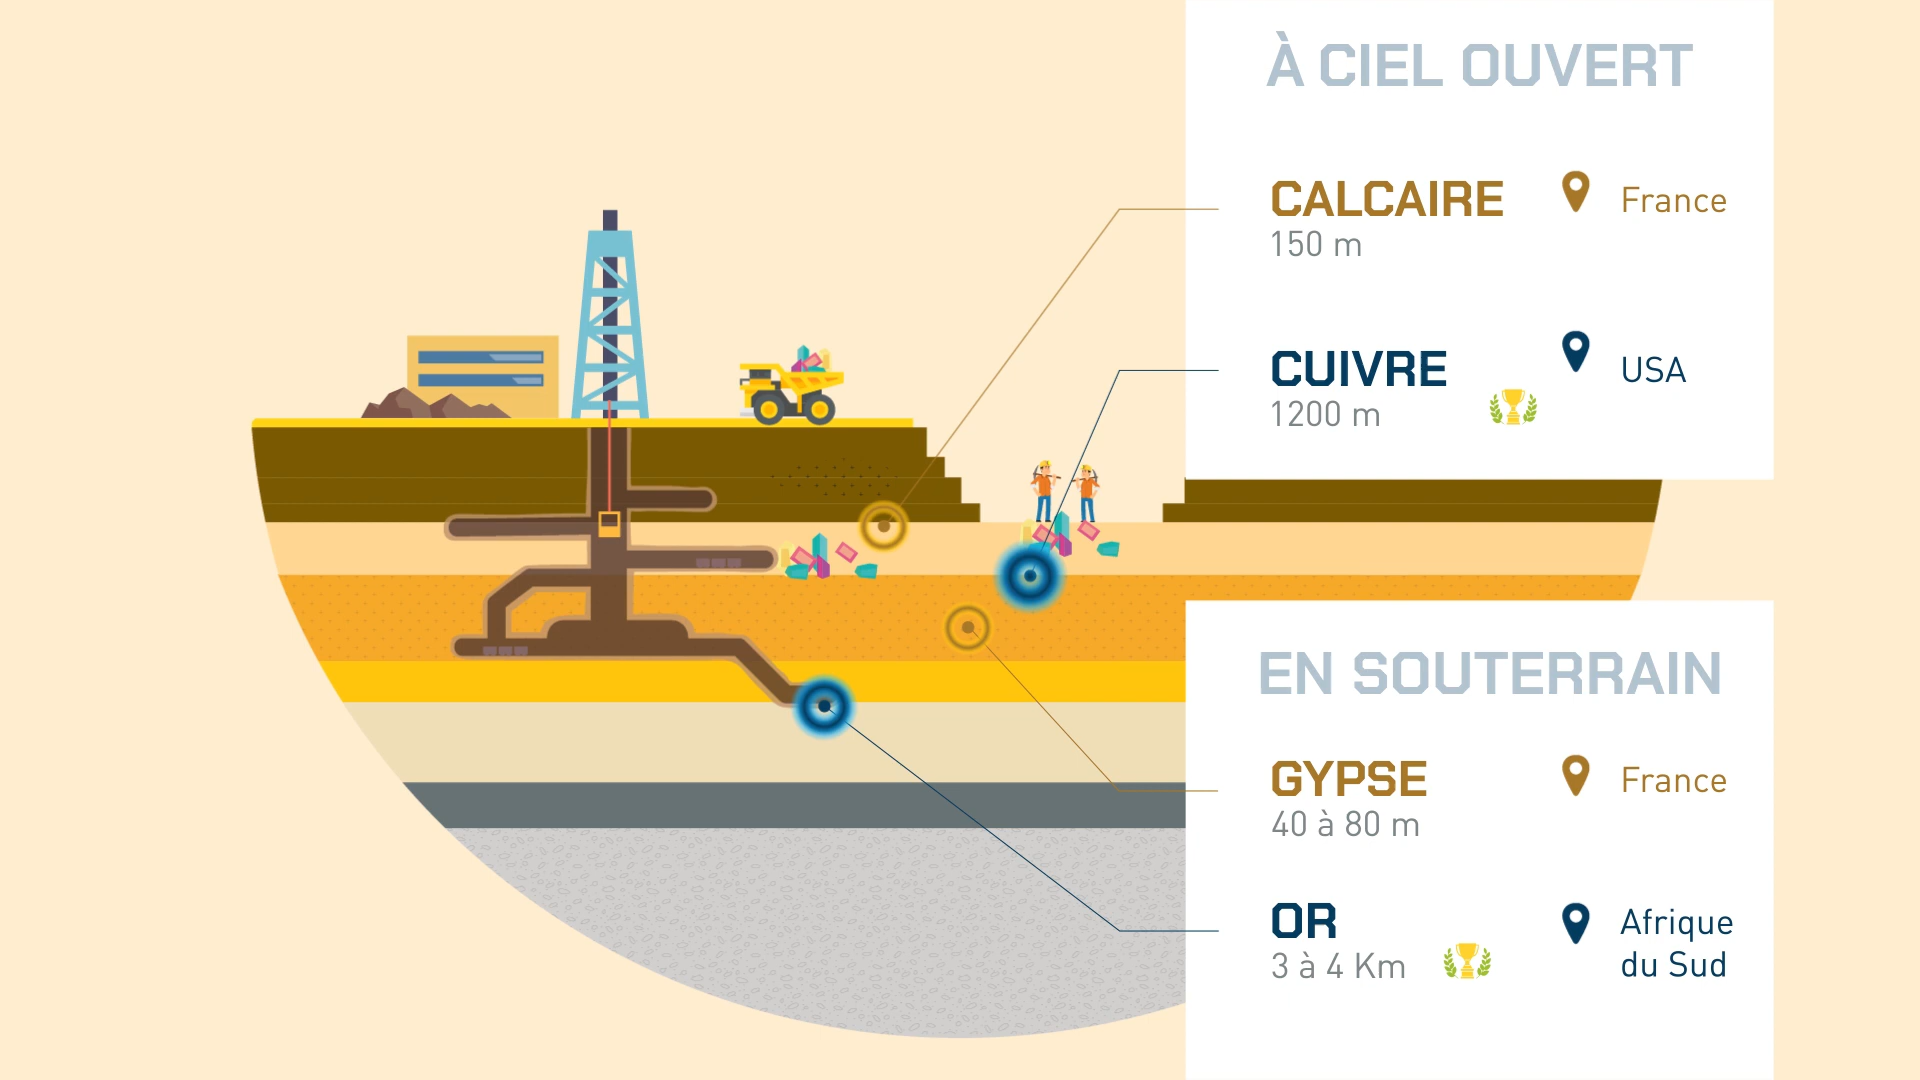 À CIEL OUVERT
CALCAIRE
150 m
France
CUIVRE
1200 m
USA
EN SOUTERRAIN
GYPSE
40 à 80 m
France
OR
3 à 4 Km
Afrique
du Sud